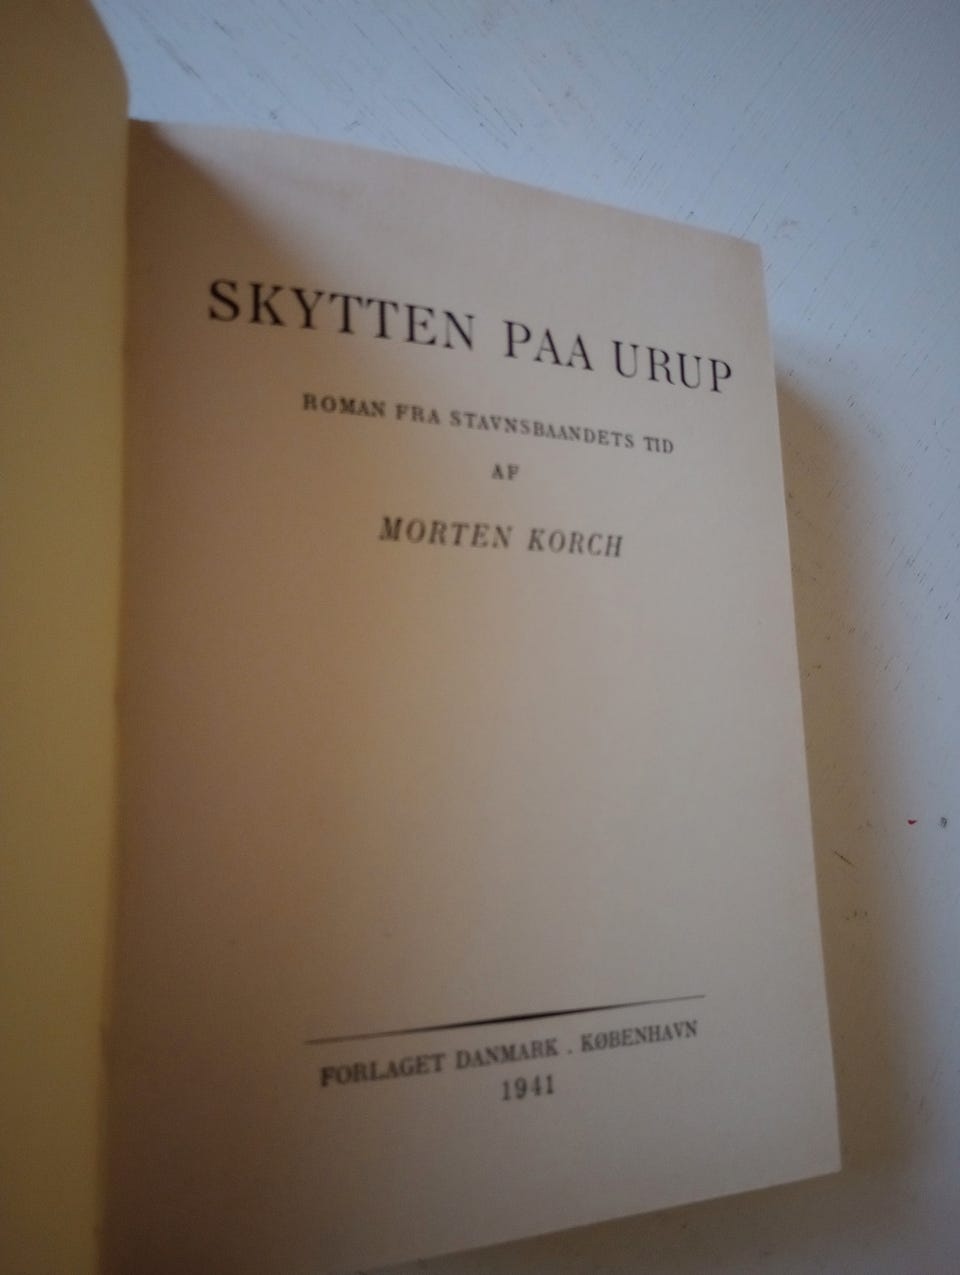 SKYTTEN PAA URUP
ROMAN FRA STAVNSBAANDETS TID
AF
MORTEN KORCH
FORLAGET DANMARK . KØBENHAVN
1941